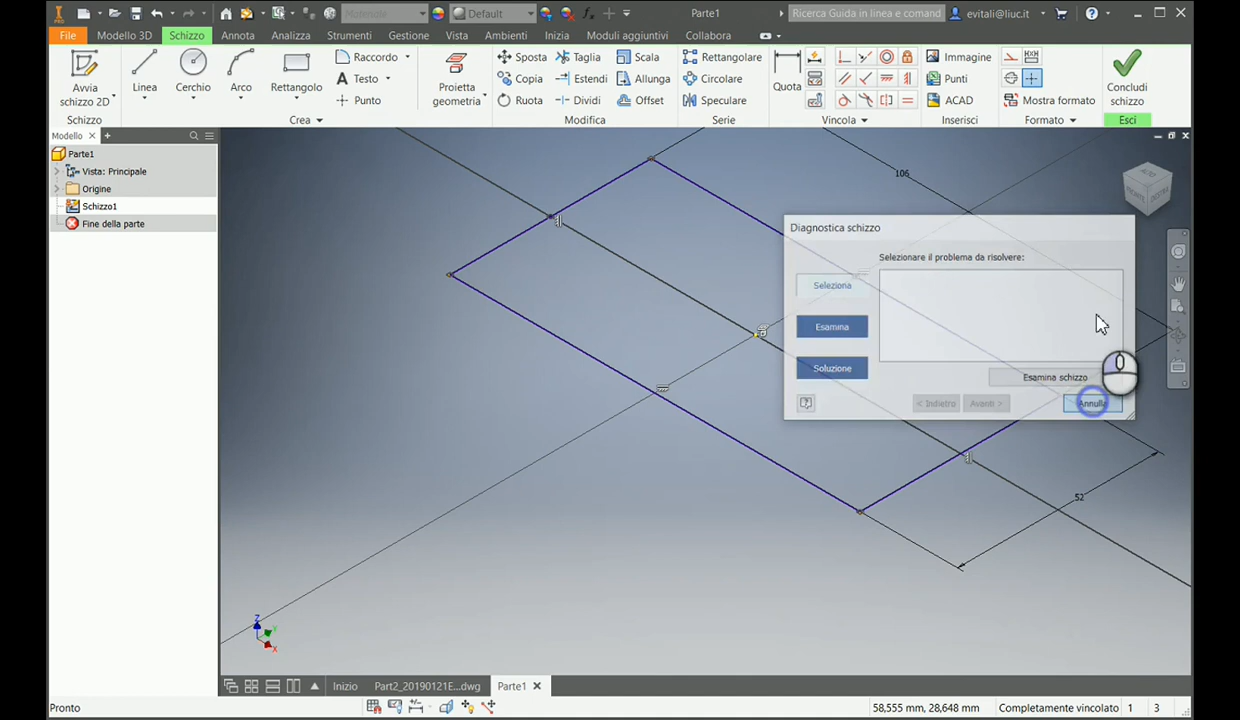 PRO
Materiale
Default
fx
Parte1
Ricerca Guida in linea e comand
evitali@liuc.it
File
Modello 3D
Schizzo
Annota
Analizza
Strumenti
Gestione
Vista
Ambienti
Inizia
Moduli aggiuntivi
Collabora
Avvia
schizzo 2D
Linea
Cerchio
Arco
Rettangolo
Raccordo
Testo
Punto
Proietta
geometria
Sposta
Copia
Ruota
Taglia
Estendi
Dividi
Scala
Allunga
Offset
Rettangolare
Circolare
Speculare
Quota
Immagine
Punti
ACAD
Mostra formato
Concludi
schizzo
Schizzo
Crea
Modifica
Serie
Vincola
Inserisci
Formato
Esci
Modello
Parte1
Vista: Principale
Origine
Schizzo1
Fine della parte
106
ALTO
Diagnostica schizzo
Selezionare il problema da risolvere:
Seleziona
Esamina
Soluzione
Esamina schizzo
< Indietro
Avanti >
Annulla
52
Z
Y
X
Inizio
Part2_20190121E...dwg
Parte1
Pronto
58,555 mm, 28,648 mm
Completamente vincolato
1
3